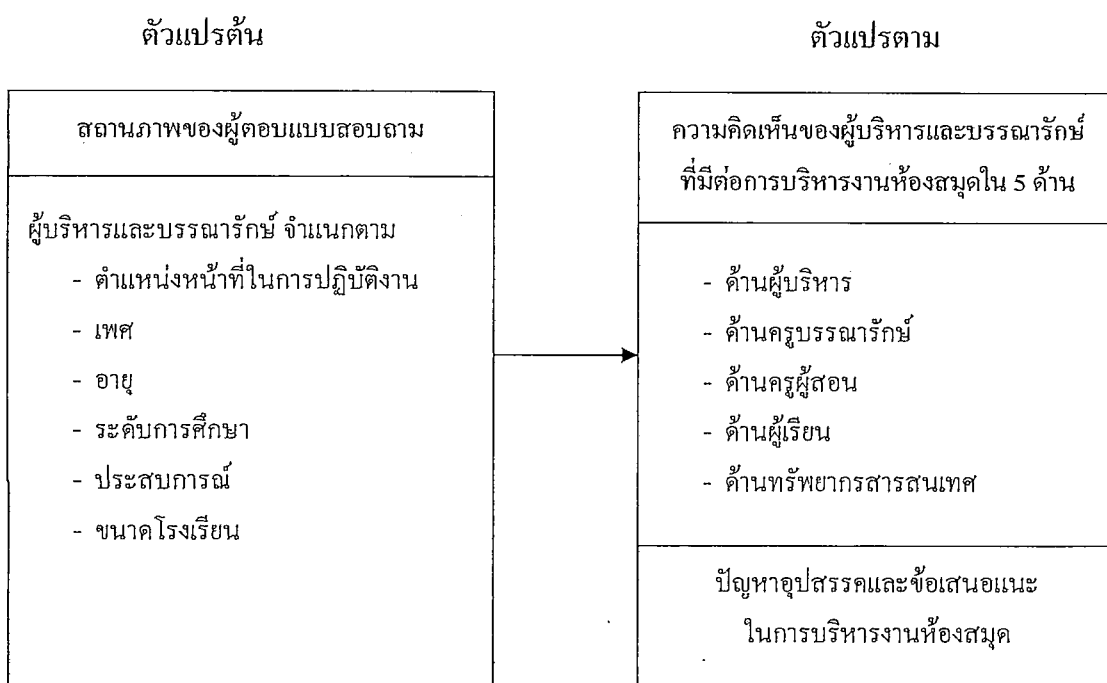 ตัวแปรต้น
ตัวแปรตาม
สถานภาพของผู้ตอบแบบสอบถาม
ผู้บริหารและบรรณารักษ์ จำแนกตาม
- ตำแหน่งหน้าที่ในการปฏิบัติงาน
- เพศ
- อายุ
- ระดับการศึกษา
- ประสบการณ์
- ขนาดโรงเรียน
ความคิดเห็นของผู้บริหารและบรรณารักษ์
ที่มีต่อการบริหารงานห้องสมุดใน 5 ด้าน
- ด้านผู้บริหาร
- ด้านครูบรรณารักษ์
- ด้านครูผู้สอน
- ด้านผู้เรียน
- ด้านทรัพยากรสารสนเทศ
ปัญหาอุปสรรคและข้อเสนอแนะ
ในการบริหารงานห้องสมุด